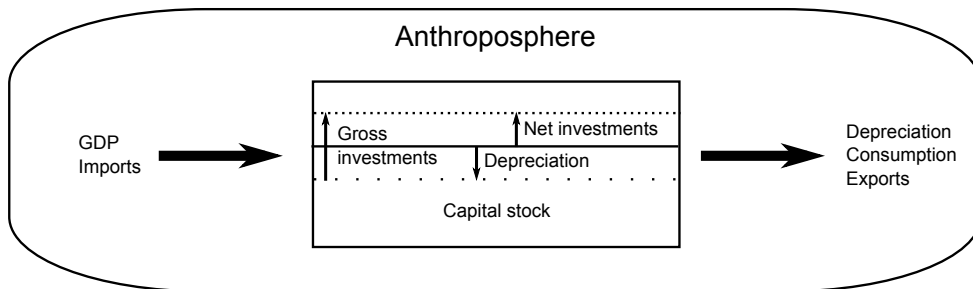 Anthroposphere
GDP
Imports
Gross
investments
Net investments
Depreciation
Capital stock
Depreciation
Consumption
Exports